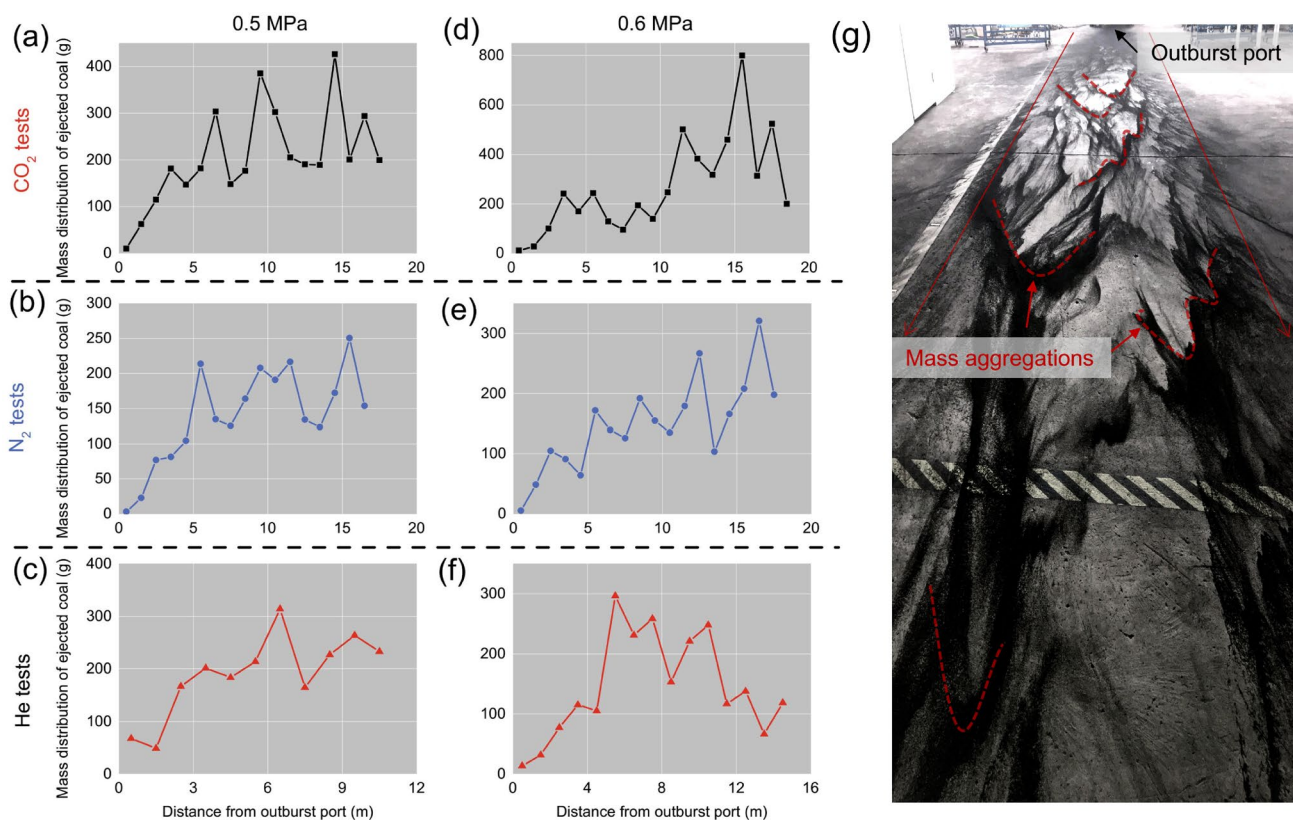 0.5 MPa
0.6 MPa
(a)
CO₂ tests
Mass distribution of ejected coal (g)
400
300
200
100
0
0 5 10 15 20
(d)
800
600
400
200
0
0 5 10 15 20
(g)
Outburst port
Mass aggregations
(b)
N₂ tests
Mass distribution of ejected coal (g)
300
250
200
150
100
50
0
0 5 10 15 20
(e)
300
200
100
0
0 5 10 15 20
(c)
He tests
Mass distribution of ejected coal (g)
400
300
200
100
0
0 3 6 9 12
Distance from outburst port (m)
(f)
300
200
100
0
0 4 8 12 16
Distance from outburst port (m)